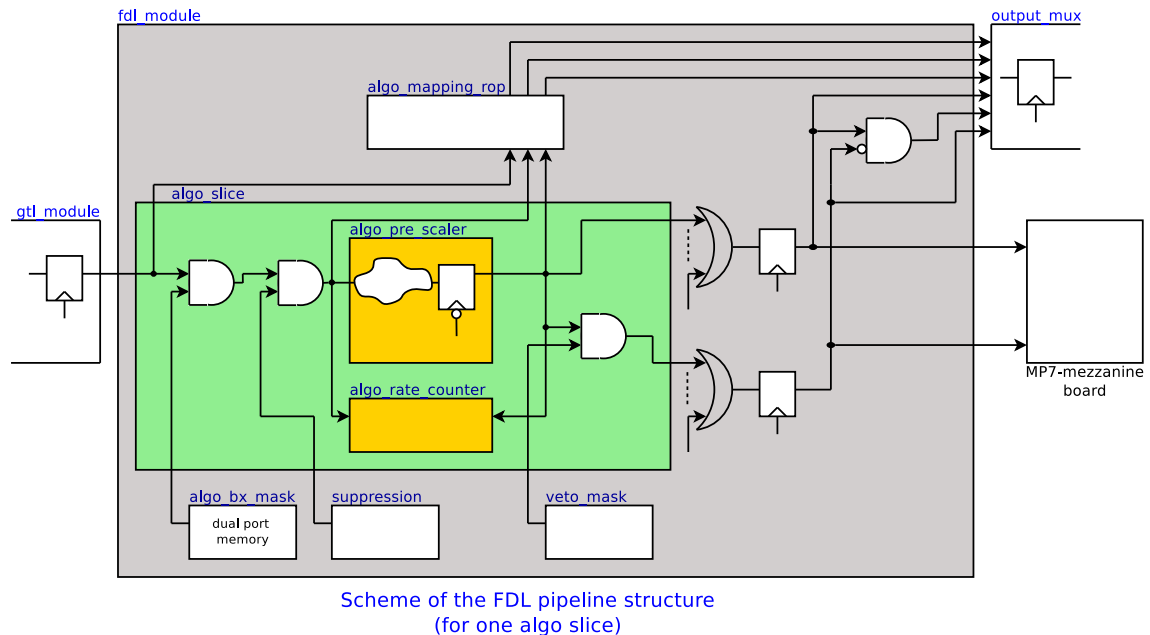 fdl_module
output_mux
algo_mapping_rop
algo_slice
gtl_module
algo_pre_scaler
MP7-mezzanine
board
algo_rate_counter
algo_bx_mask
suppression
veto_mask
dual port
memory
Scheme of the FDL pipeline structure
(for one algo slice)